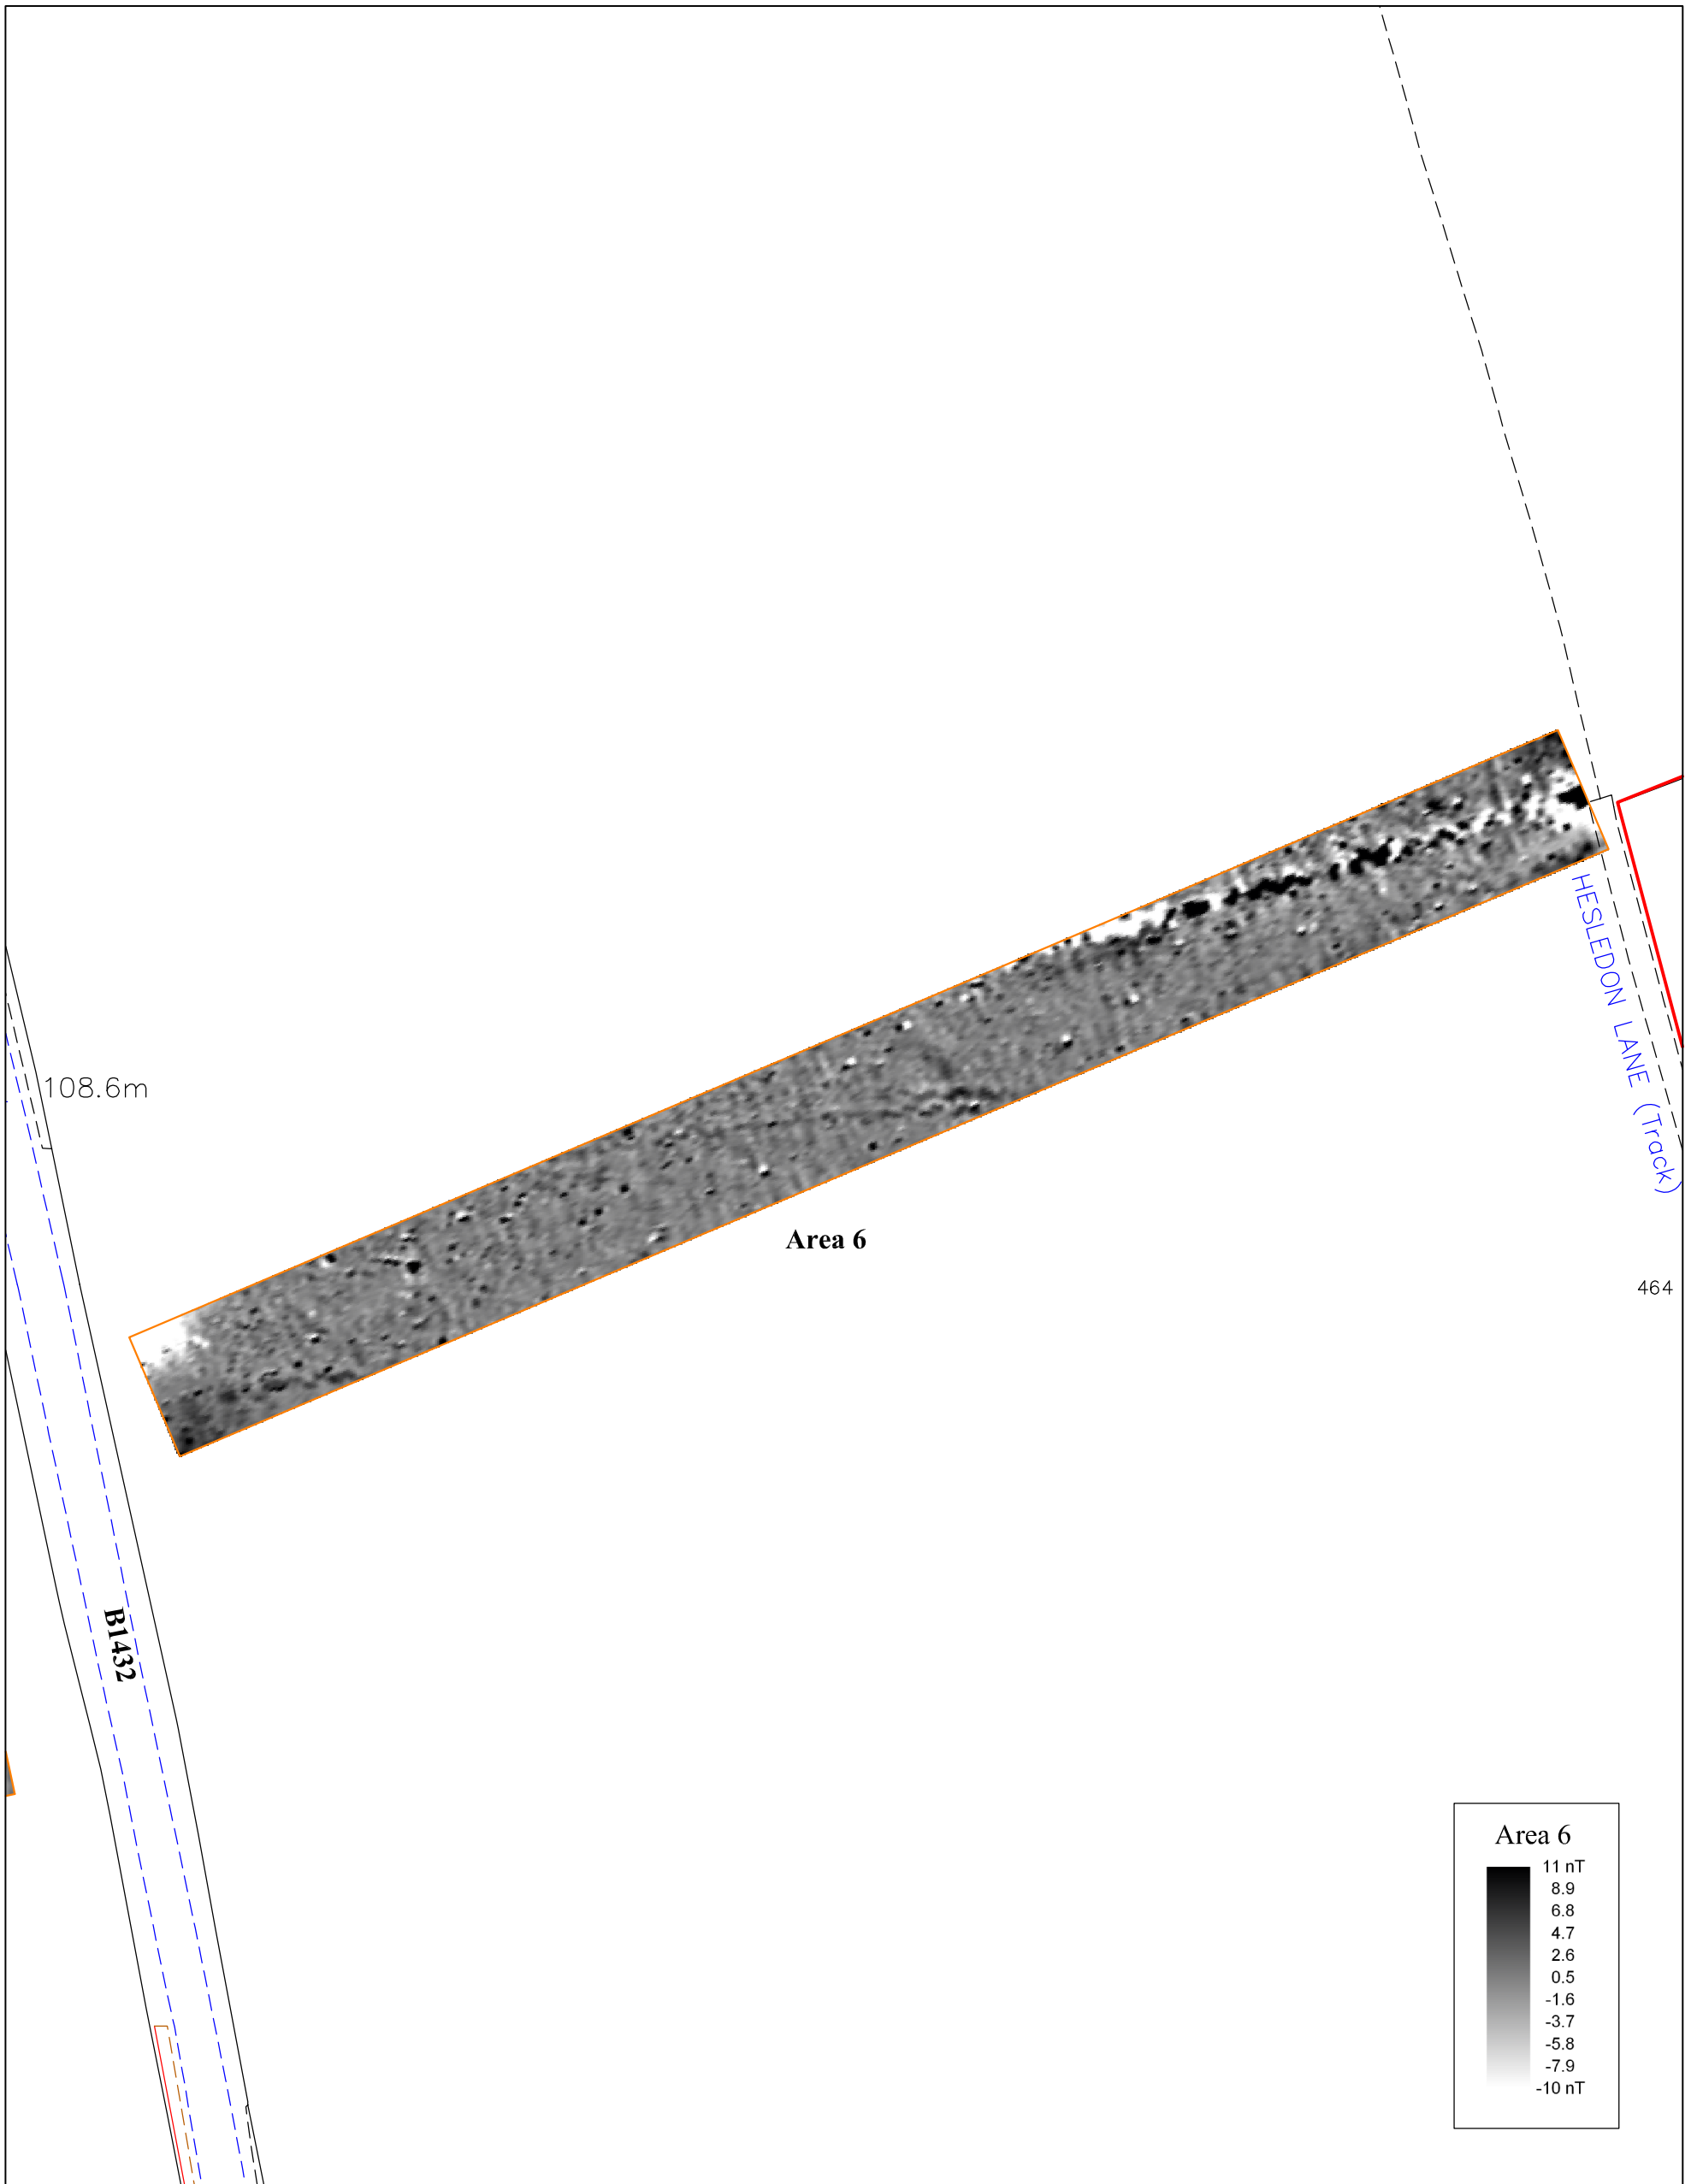 HESLEDON LANE (Track)
108.6m
Area 6
464
B1432
Area 6
11 nT
8.9
6.8
4.7
2.6
0.5
-1.6
-3.7
-5.8
-7.9
-10 nT